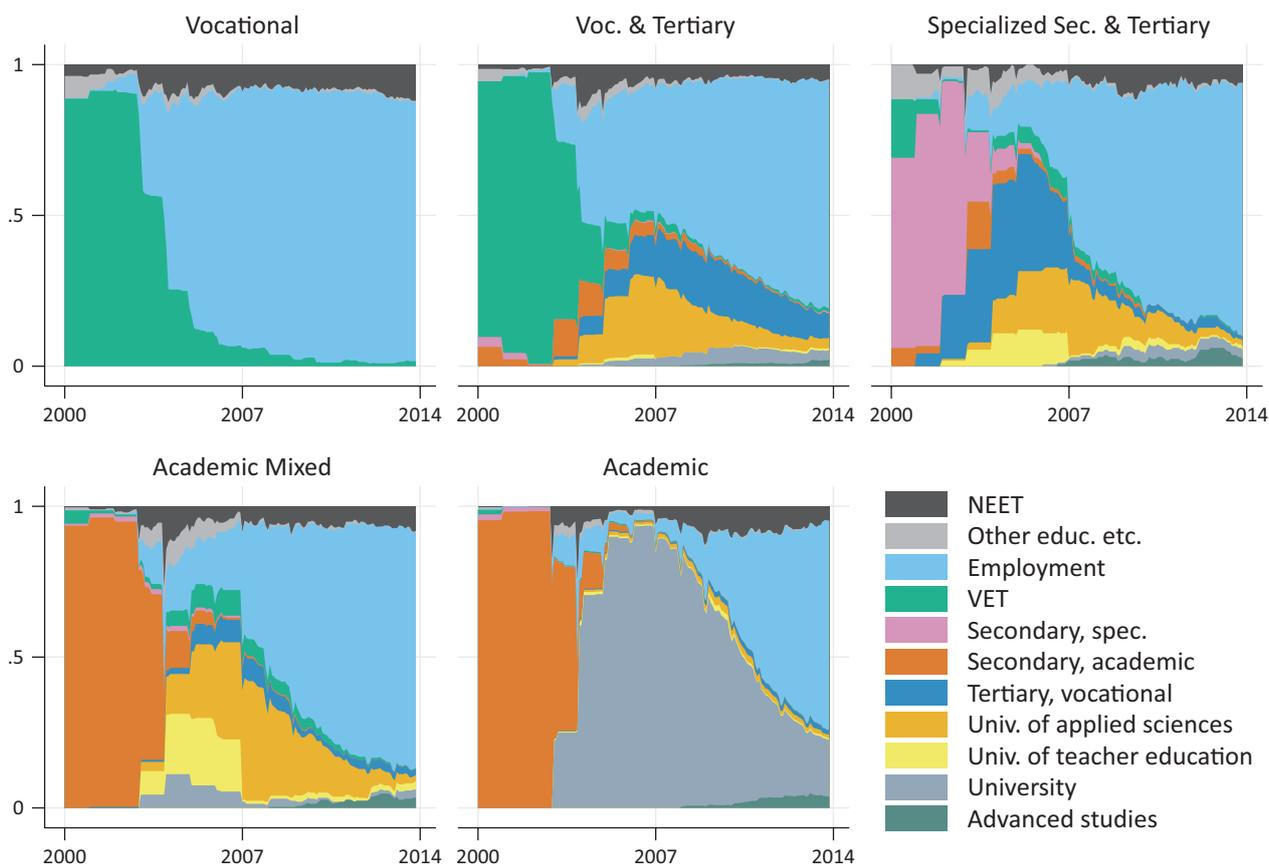 Vocational
Voc. & Tertiary
Specialized Sec. & Tertiary
1
.5
0
2000 2007 2014
2000 2007 2014
2000 2007 2014
Academic Mixed
Academic
1
.5
0
2000 2007 2014
2000 2007 2014
NEET
Other educ. etc.
Employment
VET
Secondary, spec.
Secondary, academic
Tertiary, vocational
Univ. of applied sciences
Univ. of teacher education
University
Advanced studies